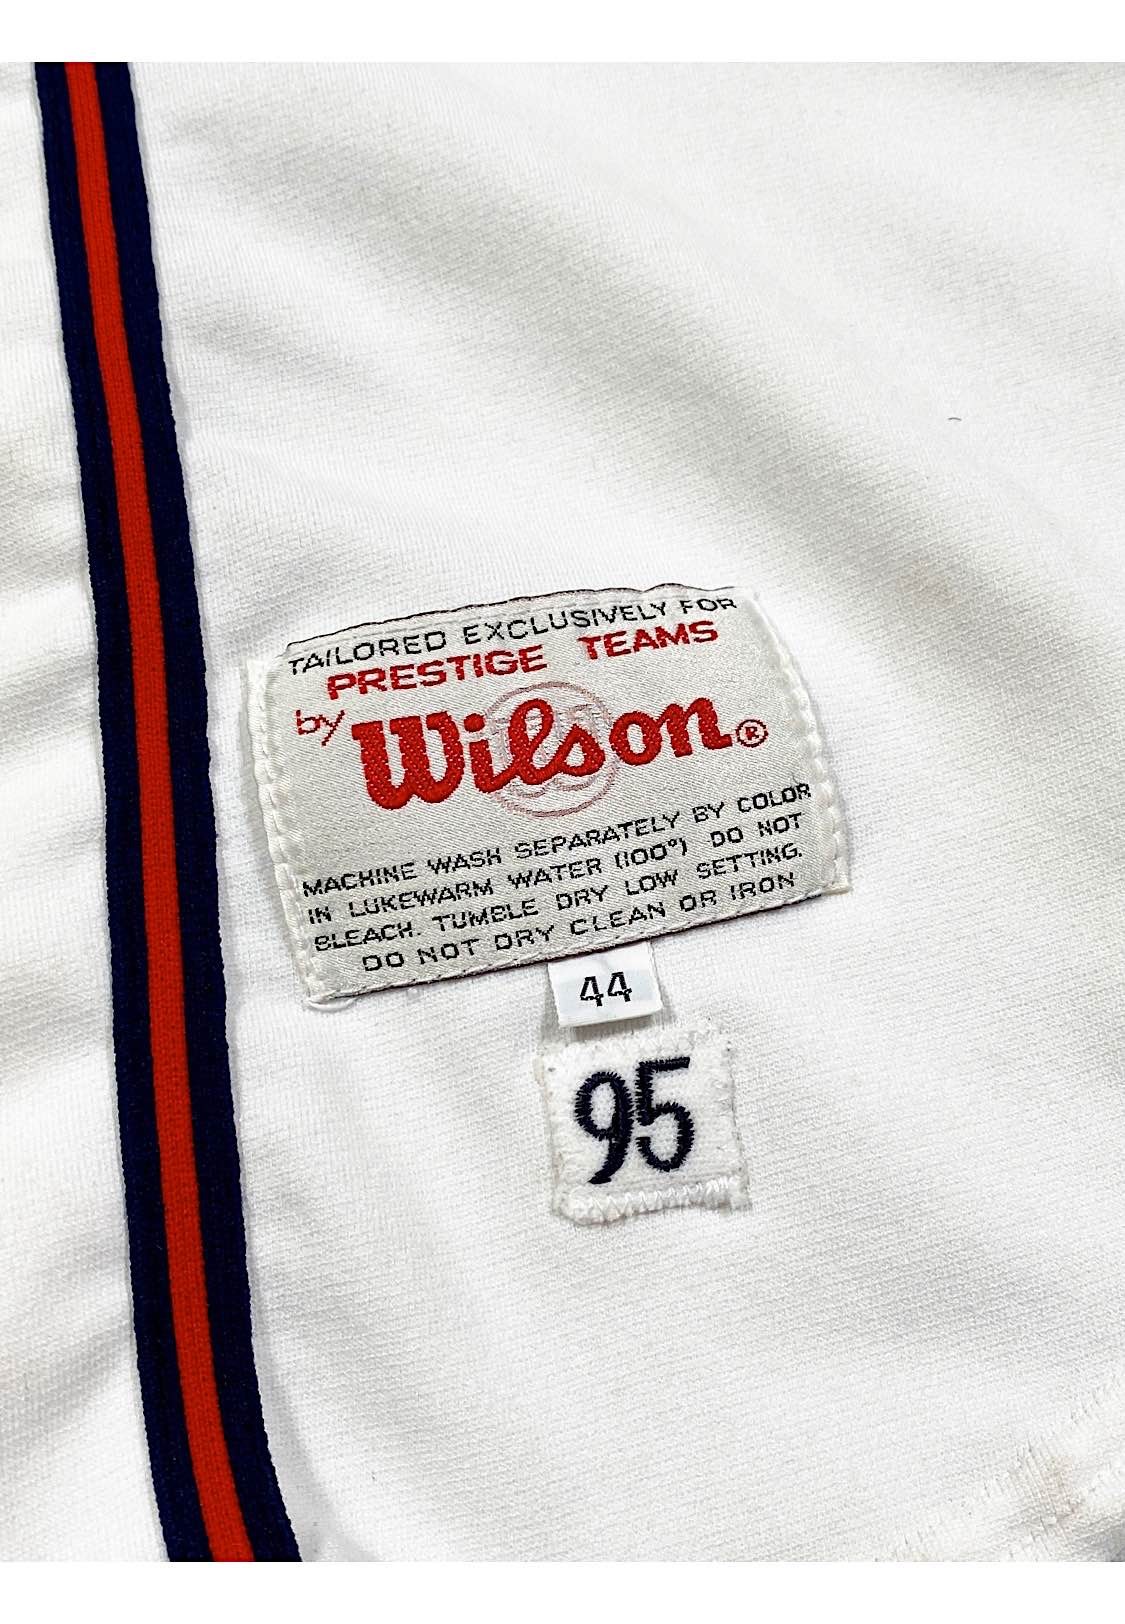 TAILORED EXCLUSIVELY FOR
PRESTIGE TEAMS
by Wilson®
MACHINE WASH SEPARATELY BY COLOR
IN LUKEWARM WATER (100°) DO NOT
BLEACH. TUMBLE DRY LOW SETTING.
DO NOT DRY CLEAN OR IRON
44
95